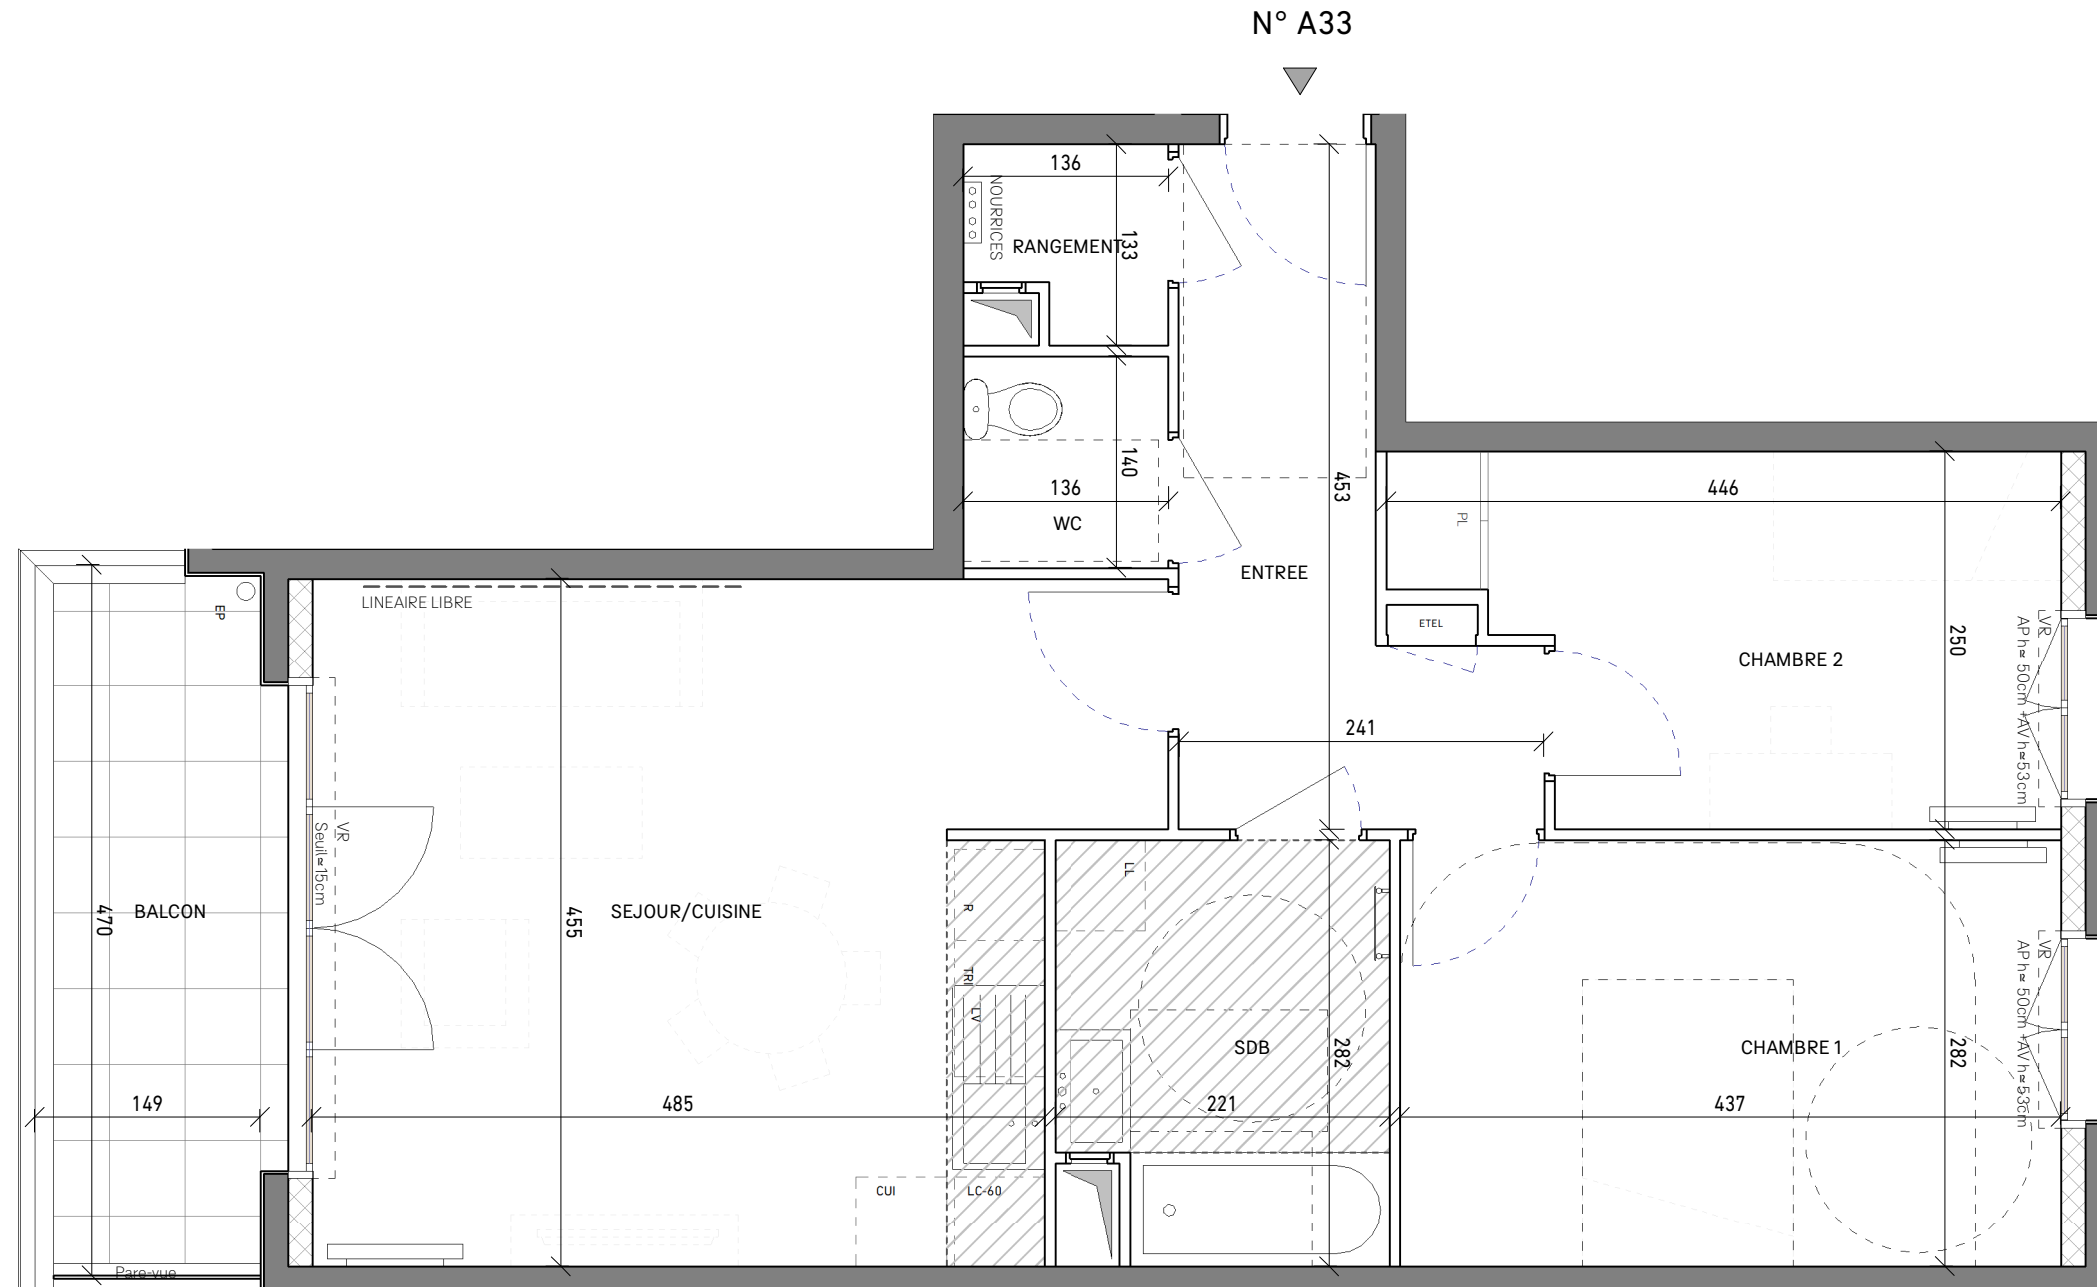 N° A33
136
NOURRICES
RANGEMENT
133
140
136
WC
453
446
PL
ENTREE
ETEL
LINEAIRE LIBRE
EP
CHAMBRE 2
250
VR
AP h≈ 50cm +AV h≈53cm
241
VR
Seuil≈15cm
BALCON
470
SEJOUR/CUISINE
455
R
TRI
LV
LL
SDB
282
CHAMBRE 1
282
VR
AP h≈ 50cm +AV h≈53cm
149
485
221
437
CUI
LC-60
Pare-vue